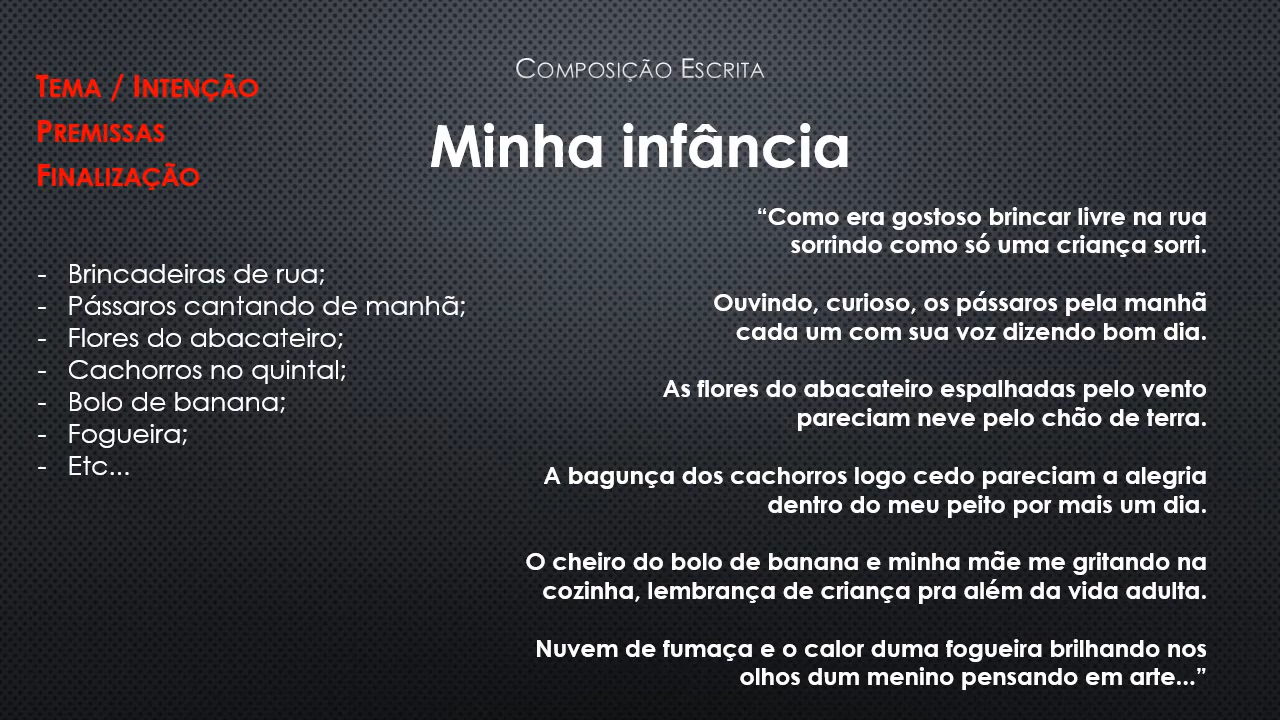 Composição Escrita
Tema / Intenção
Premissas
Finalização
Minha infância
- Brincadeiras de rua;
- Pássaros cantando de manhã;
- Flores do abacateiro;
- Cachorros no quintal;
- Bolo de banana;
- Fogueira;
- Etc...
“Como era gostoso brincar livre na rua
sorrindo como só uma criança sorri.
Ouvindo, curioso, os pássaros pela manhã
cada um com sua voz dizendo bom dia.
As flores do abacateiro espalhadas pelo vento
pareciam neve pelo chão de terra.
A bagunça dos cachorros logo cedo pareciam a alegria
dentro do meu peito por mais um dia.
O cheiro do bolo de banana e minha mãe me gritando na
cozinha, lembrança de criança pra além da vida adulta.
Nuvem de fumaça e o calor duma fogueira brilhando nos
olhos dum menino pensando em arte...”